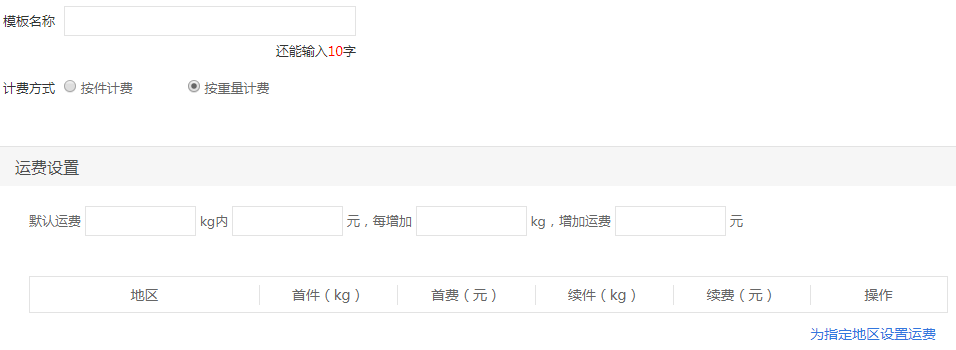 模板名称
还能输入10字
计费方式 按件计费 按重量计费
运费设置
默认运费 kg内 元，每增加 kg，增加运费 元
地区 首件（kg） 首费（元） 续件（kg） 续费（元） 操作
为指定地区设置运费